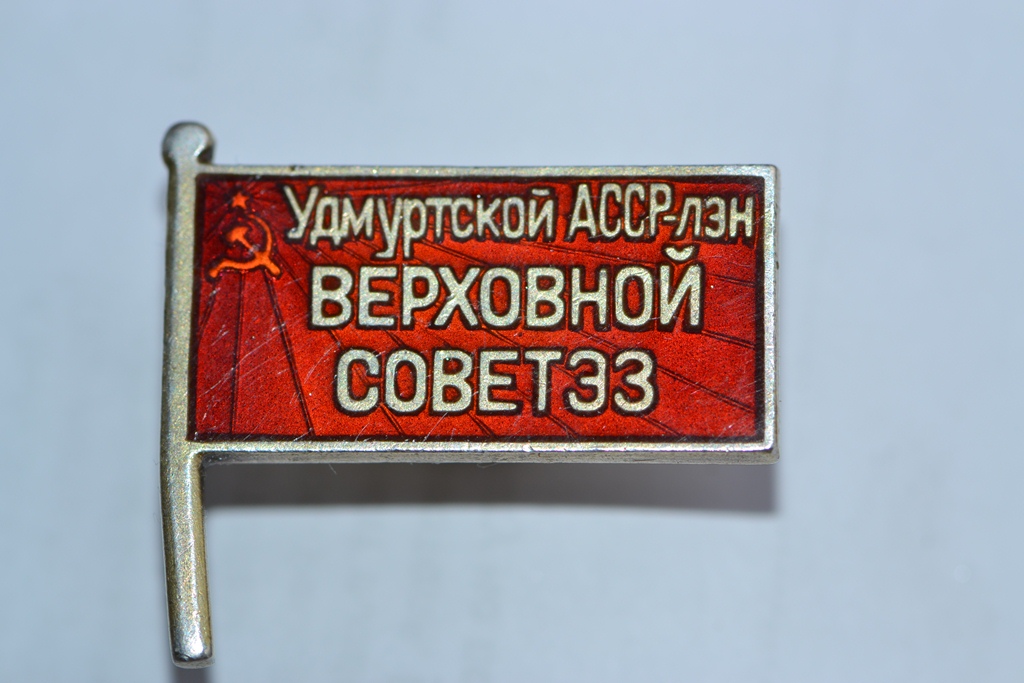 Удмуртской АССР-лэн
ВЕРХОВНОЙ
СОВЕТЭЗ